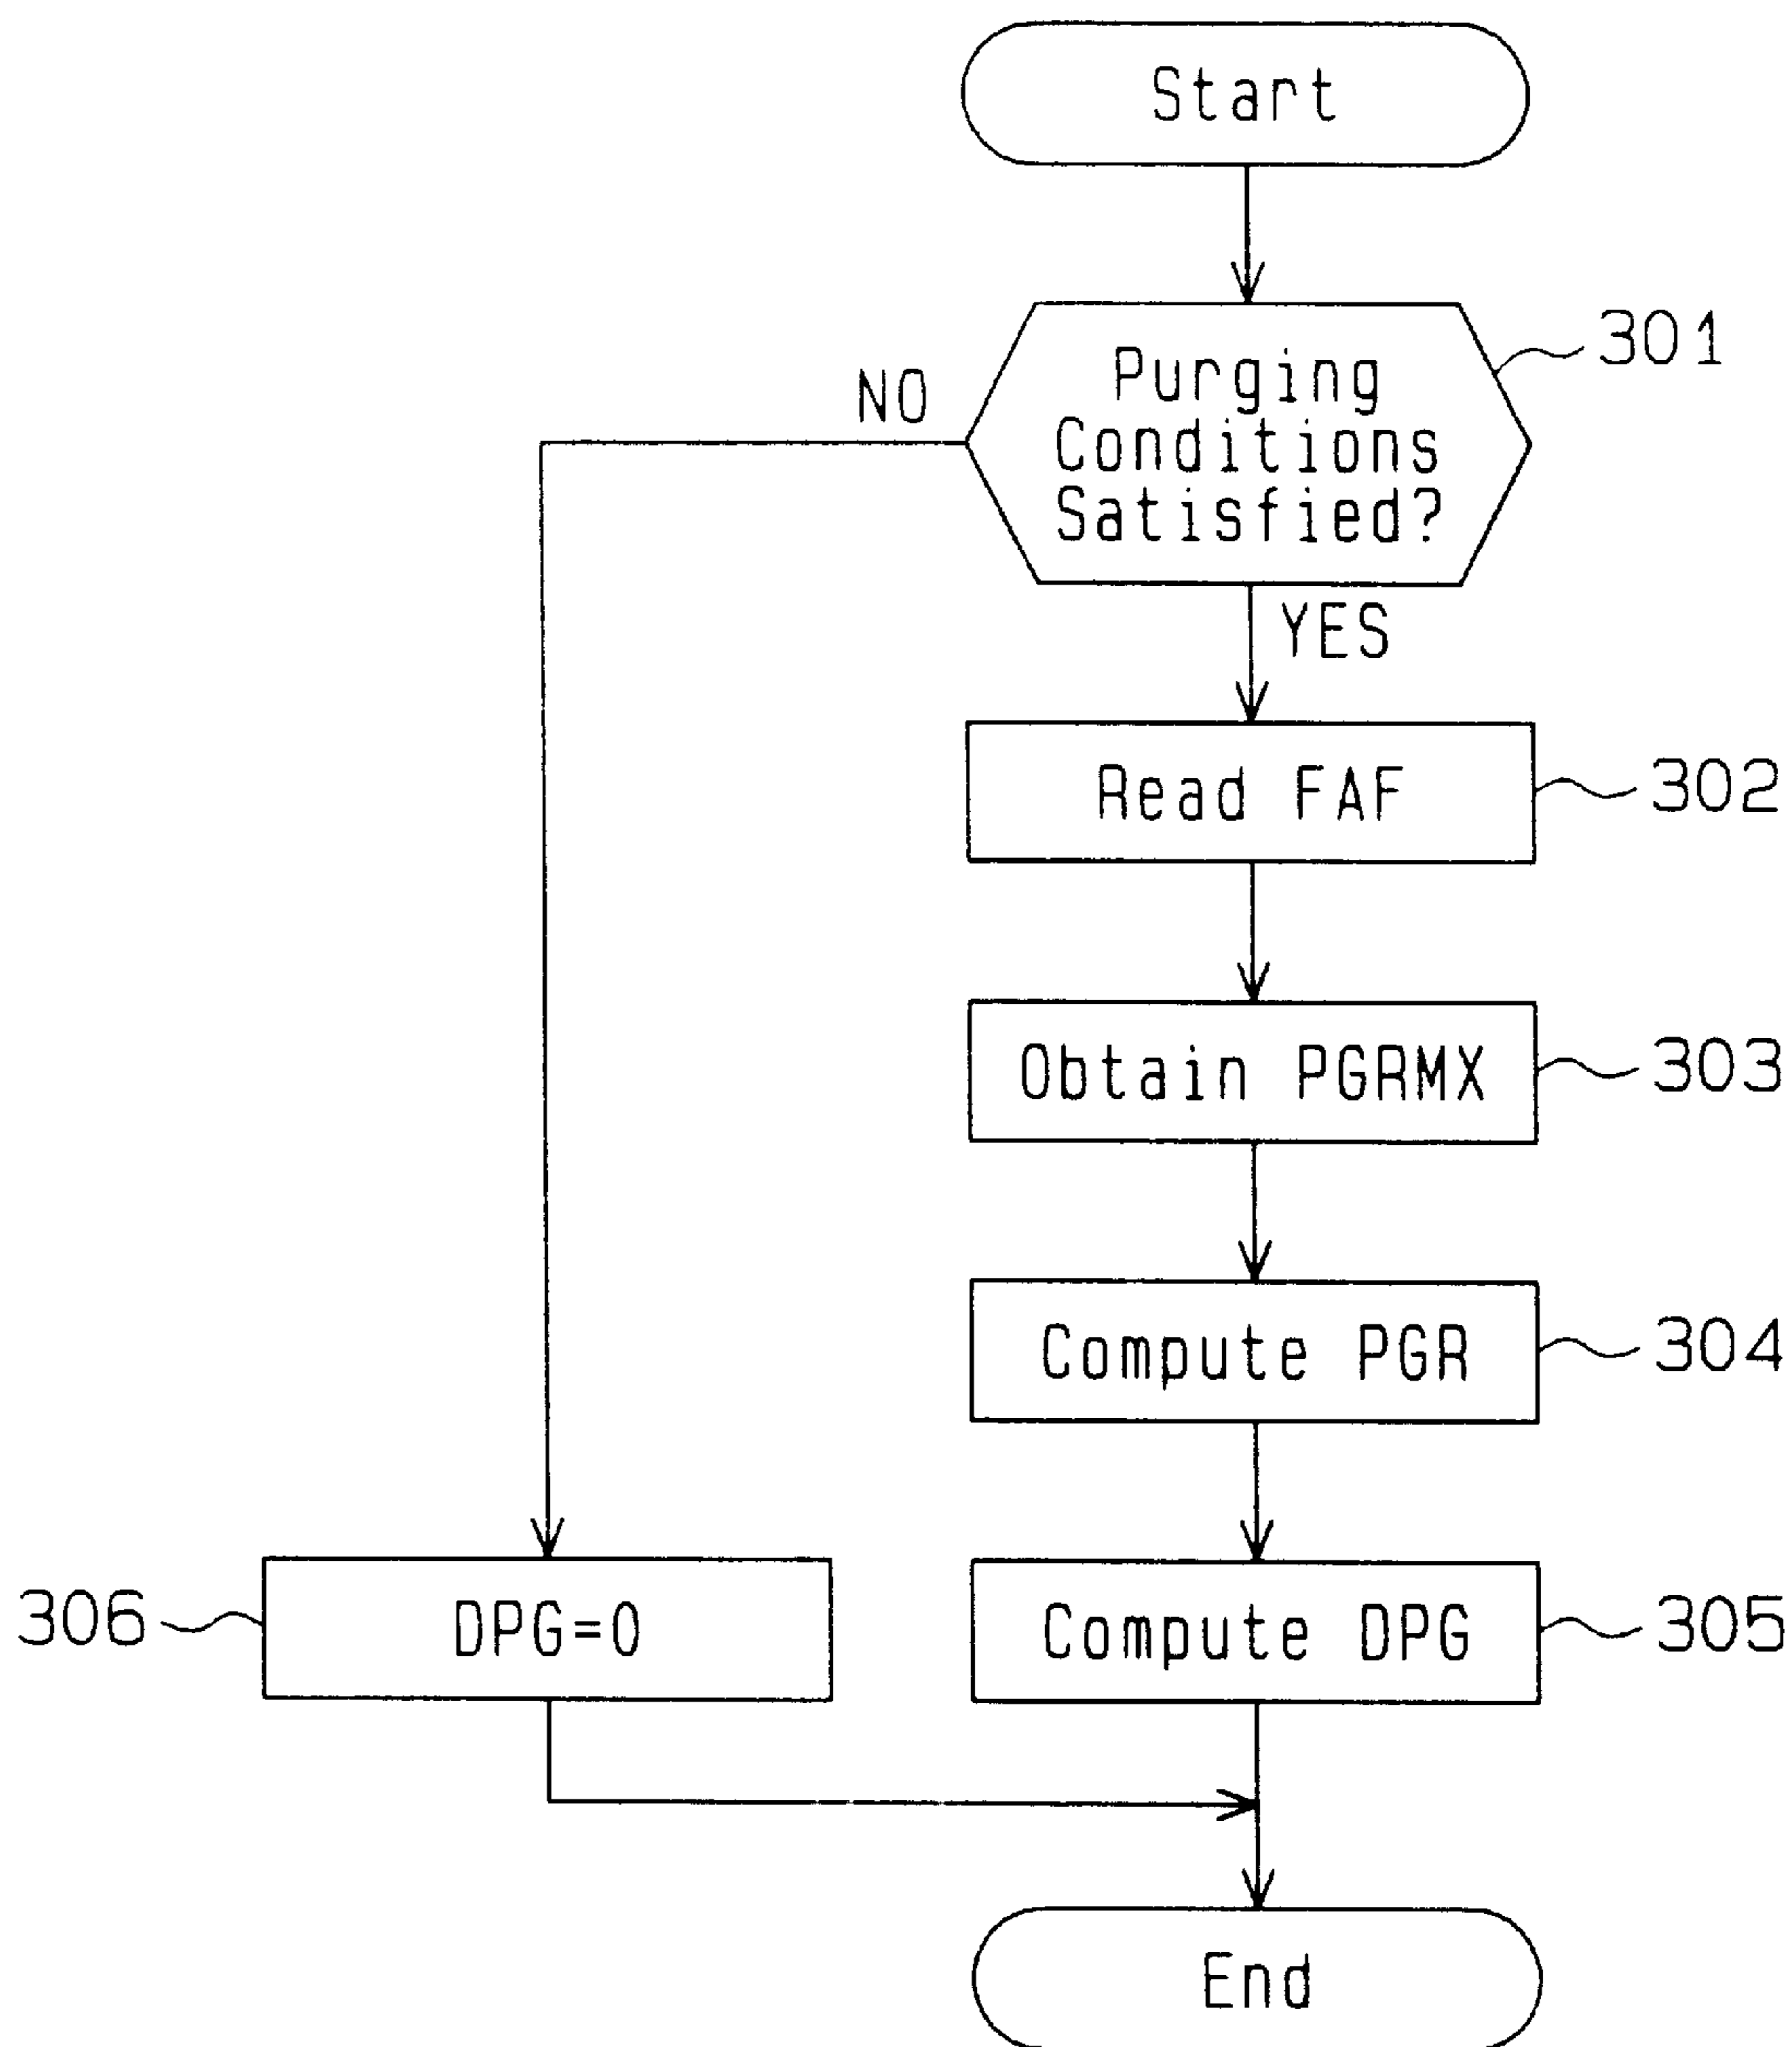 Start
301
Purging
Conditions
Satisfied?
NO
YES
Read FAF
302
Obtain PGRMX
303
Compute PGR
304
306
DPG=0
Compute DPG
305
End